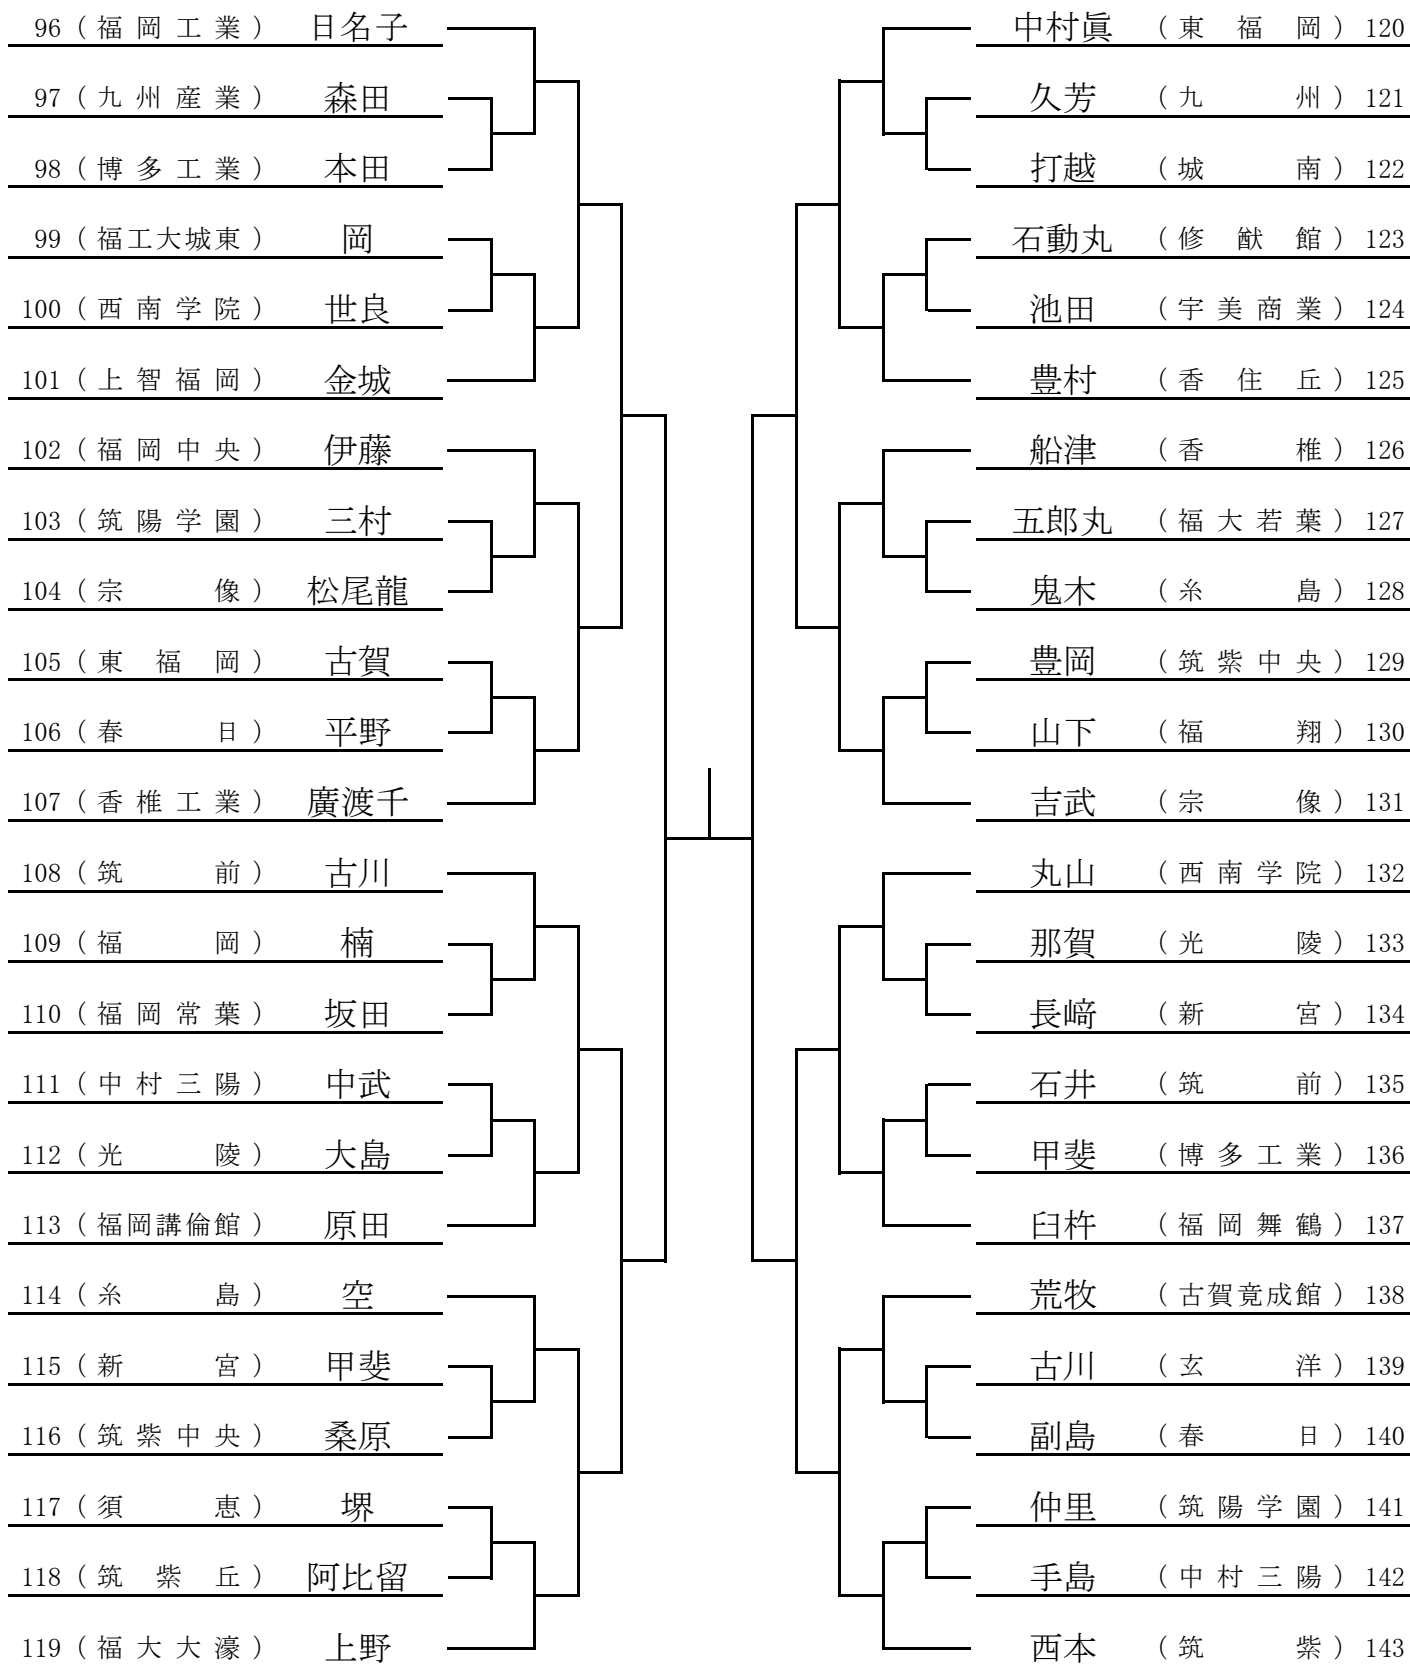 96 (福岡工業) 日名子
97 (九州産業) 森田
98 (博多工業) 本田
99 (福工大城東) 岡
100 (西南学院) 世良
101 (上智福岡) 金城
102 (福岡中央) 伊藤
103 (筑陽学園) 三村
104 (宗像) 松尾龍
105 (東福岡) 古賀
106 (春日) 平野
107 (香椎工業) 廣渡千
108 (筑前) 古川
109 (福岡) 楠
110 (福岡常葉) 坂田
111 (中村三陽) 中武
112 (光陵) 大島
113 (福岡講倫館) 原田
114 (糸島) 空
115 (新宮) 甲斐
116 (筑紫中央) 桑原
117 (須恵) 堺
118 (筑紫丘) 阿比留
119 (福大大濠) 上野
中村眞 (東福岡) 120
久芳 (九州) 121
打越 (城南) 122
石動丸 (修猷館) 123
池田 (宇美商業) 124
豊村 (香住丘) 125
船津 (香椎) 126
五郎丸 (福大若葉) 127
鬼木 (糸島) 128
豊岡 (筑紫中央) 129
山下 (福翔) 130
吉武 (宗像) 131
丸山 (西南学院) 132
那賀 (光陵) 133
長﨑 (新宮) 134
石井 (筑前) 135
甲斐 (博多工業) 136
臼杵 (福岡舞鶴) 137
荒牧 (古賀竟成館) 138
古川 (玄洋) 139
副島 (春日) 140
仲里 (筑陽学園) 141
手島 (中村三陽) 142
西本 (筑紫) 143